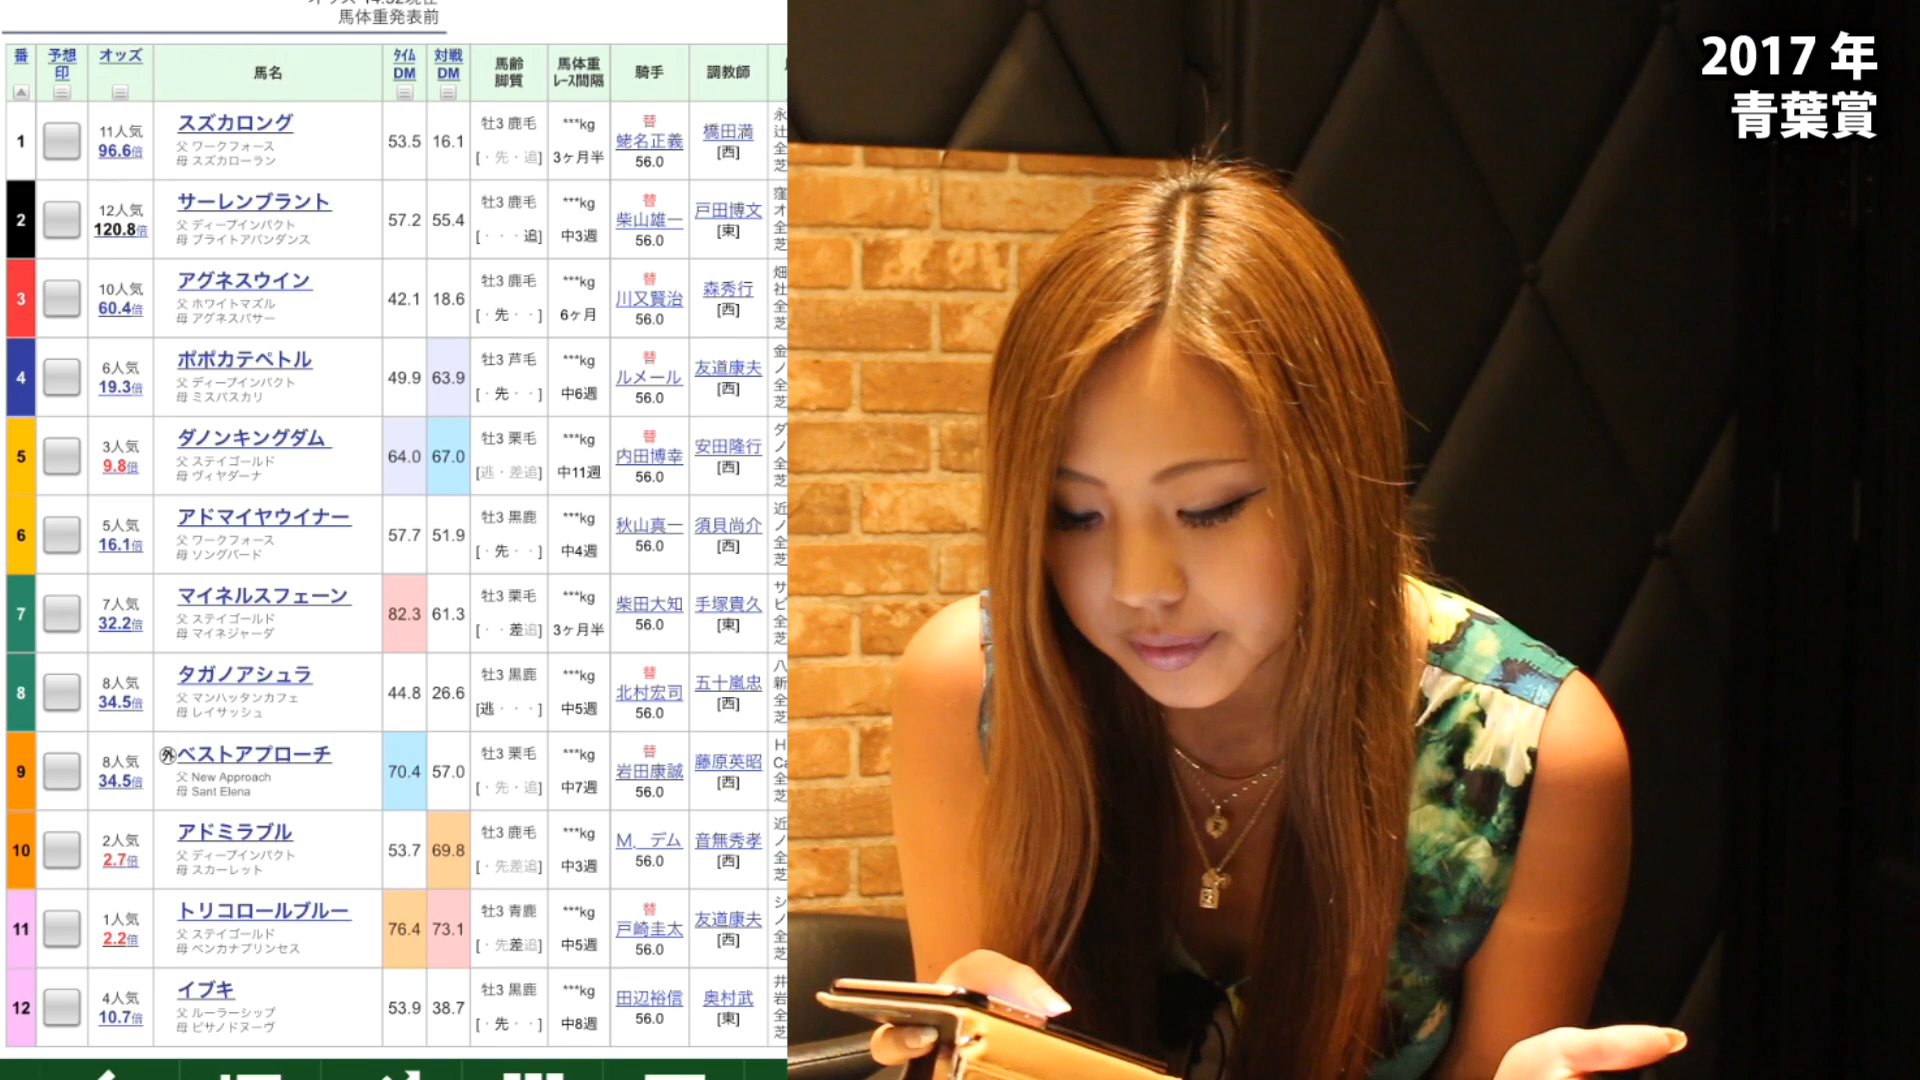 馬体重発表前
番 予想印 オッズ 馬名 タイムDM 対戦DM 馬齢脚質 馬体重レース間隔 騎手 調教師
1 11人気 96.6倍 スズカロング 父 ワークフォース 母 スズカローラン 53.5 16.1 牡3 鹿毛 [・先・追] ***kg 3ヶ月半 替 蛯名正義 56.0 橋田満 [西]
2 12人気 120.8倍 サーレンブラント 父 ディープインパクト 母 ブライトアバンダンス 57.2 55.4 牡3 鹿毛 [・・・追] ***kg 中3週 替 柴山雄一 56.0 戸田博文 [東]
3 10人気 60.4倍 アグネスウイン 父 ホワイトマズル 母 アグネスバサー 42.1 18.6 牡3 鹿毛 [・先・・] ***kg 6ヶ月 替 川又賢治 56.0 森秀行 [西]
4 6人気 19.3倍 ポポカテペトル 父 ディープインパクト 母 ミスパスカリ 49.9 63.9 牡3 芦毛 [・先・・] ***kg 中6週 替 ルメール 56.0 友道康夫 [西]
5 3人気 9.8倍 ダノンキングダム 父 ステイゴールド 母 ヴィヤダーナ 64.0 67.0 牡3 栗毛 [逃・差追] ***kg 中11週 替 内田博幸 56.0 安田隆行 [西]
6 5人気 16.1倍 アドマイヤウイナー 父 ワークフォース 母 ソングバード 57.7 51.9 牡3 黒鹿 [・先・・] ***kg 中4週 秋山真一 56.0 須貝尚介 [西]
7 7人気 32.2倍 マイネルスフェーン 父 ステイゴールド 母 マイネジャーダ 82.3 61.3 牡3 栗毛 [・・差追] ***kg 3ヶ月半 柴田大知 56.0 手塚貴久 [東]
8 8人気 34.5倍 タガノアシュラ 父 マンハッタンカフェ 母 レイサッシュ 44.8 26.6 牡3 黒鹿 [逃・・・] ***kg 中5週 替 北村宏司 56.0 五十嵐忠 [西]
9 8人気 34.5倍 外 ベストアプローチ 父 New Approach 母 Sant Elena 70.4 57.0 牡3 栗毛 [・先・追] ***kg 中7週 替 岩田康誠 56.0 藤原英昭 [西]
10 2人気 2.7倍 アドミラブル 父 ディープインパクト 母 スカーレット 53.7 69.8 牡3 鹿毛 [・先差追] ***kg 中3週 M．デム 56.0 音無秀孝 [西]
11 1人気 2.2倍 トリコロールブルー 父 ステイゴールド 母 ペンカナプリンセス 76.4 73.1 牡3 青鹿 [・先差追] ***kg 中5週 替 戸崎圭太 56.0 友道康夫 [西]
12 4人気 10.7倍 イブキ 父 ルーラーシップ 母 ピサノドヌーヴ 53.9 38.7 牡3 黒鹿 [・先・・] ***kg 中8週 田辺裕信 56.0 奥村武 [東]
2017 年
青葉賞